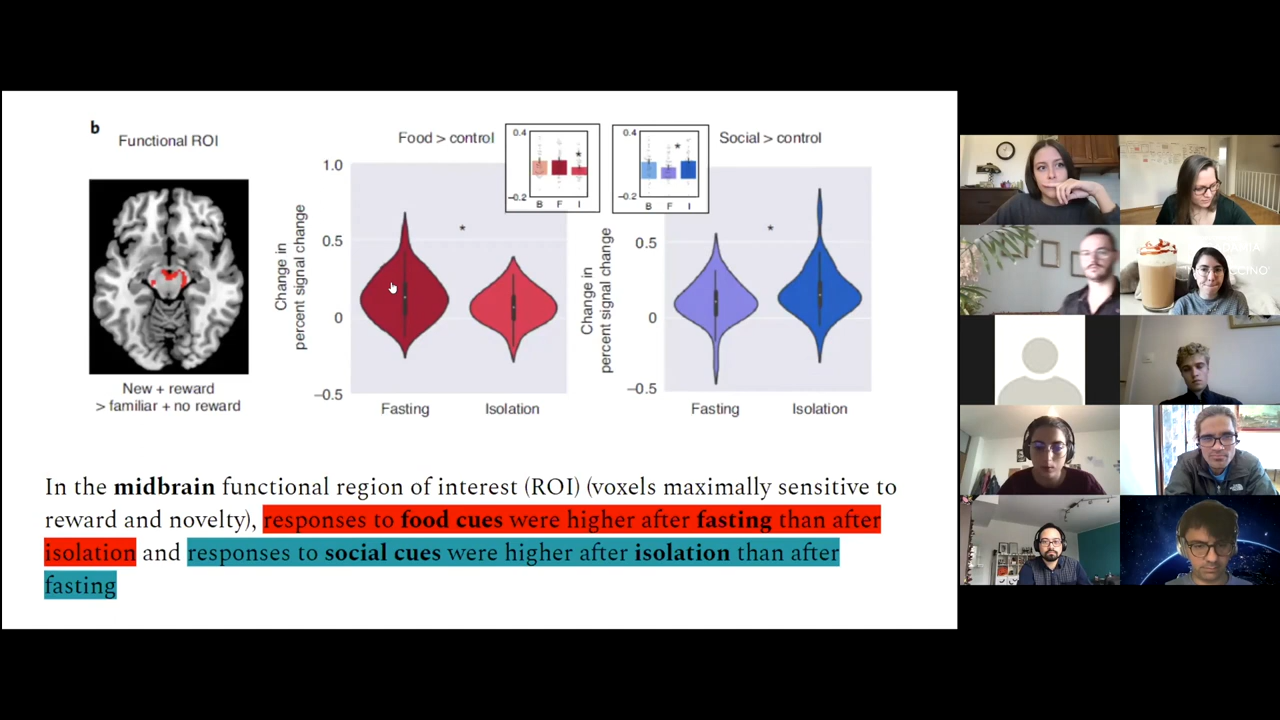 b
Functional ROI
New + reward
> familiar + no reward
Food > control
Change in
percent signal change
1.0
0.5
0
−0.5
Fasting Isolation
0.4
−0.2
B F I
*
*
0.4
−0.2
B F I
*
Social > control
Change in
percent signal change
0.5
0
−0.5
Fasting Isolation
*
In the midbrain functional region of interest (ROI) (voxels maximally sensitive to
reward and novelty), responses to food cues were higher after fasting than after
isolation and responses to social cues were higher after isolation than after
fasting